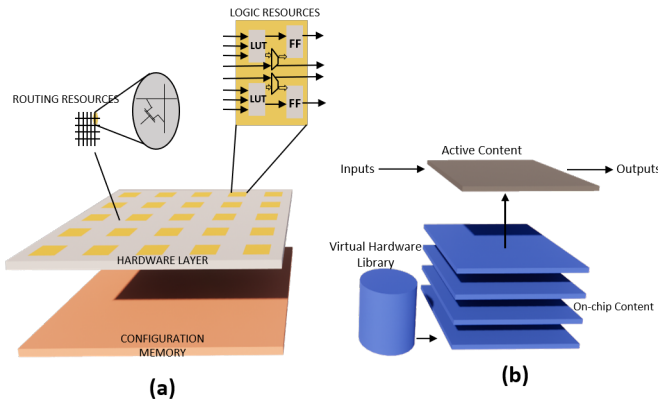 LOGIC RESOURCES
LUT
FF
LUT
FF
ROUTING RESOURCES
HARDWARE LAYER
CONFIGURATION
MEMORY
(a)
Active Content
Inputs
Outputs
Virtual Hardware
Library
On-chip Content
(b)